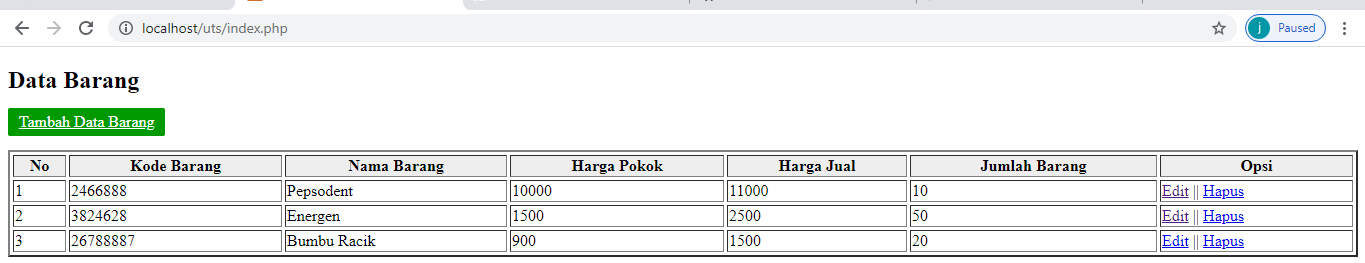 localhost/uts/index.php
j Paused
Data Barang
Tambah Data Barang
No Kode Barang Nama Barang Harga Pokok Harga Jual Jumlah Barang Opsi
1 2466888 Pepsodent 10000 11000 10 Edit || Hapus
2 3824628 Energen 1500 2500 50 Edit || Hapus
3 26788887 Bumbu Racik 900 1500 20 Edit || Hapus